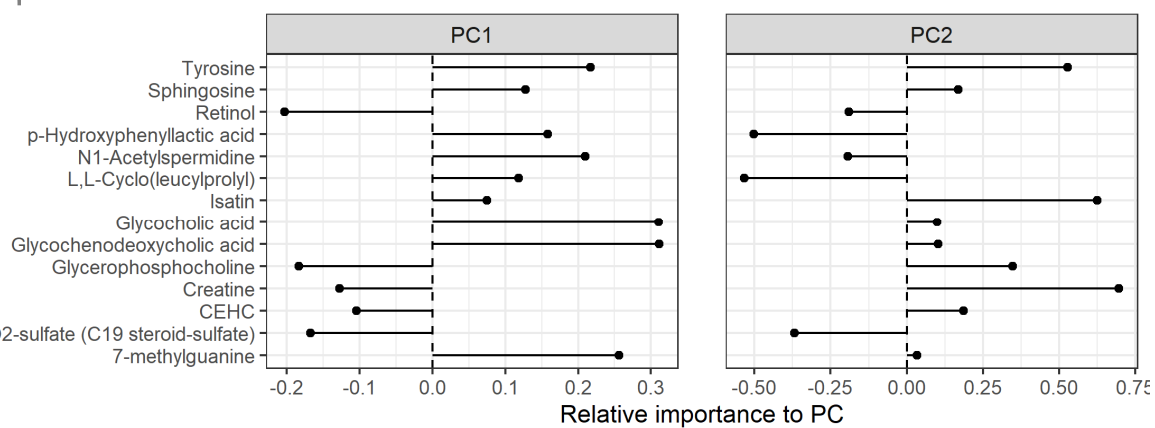 PC1 PC2
Tyrosine
Sphingosine
Retinol
p-Hydroxyphenyllactic acid
N1-Acetylspermidine
L,L-Cyclo(leucylprolyl)
Isatin
Glycocholic acid
Glycochenodeoxycholic acid
Glycerophosphocholine
Creatine
CEHC
2-sulfate (C19 steroid-sulfate)
7-methylguanine
-0.2 -0.1 0.0 0.1 0.2 0.3 -0.50 -0.25 0.00 0.25 0.50 0.75
Relative importance to PC